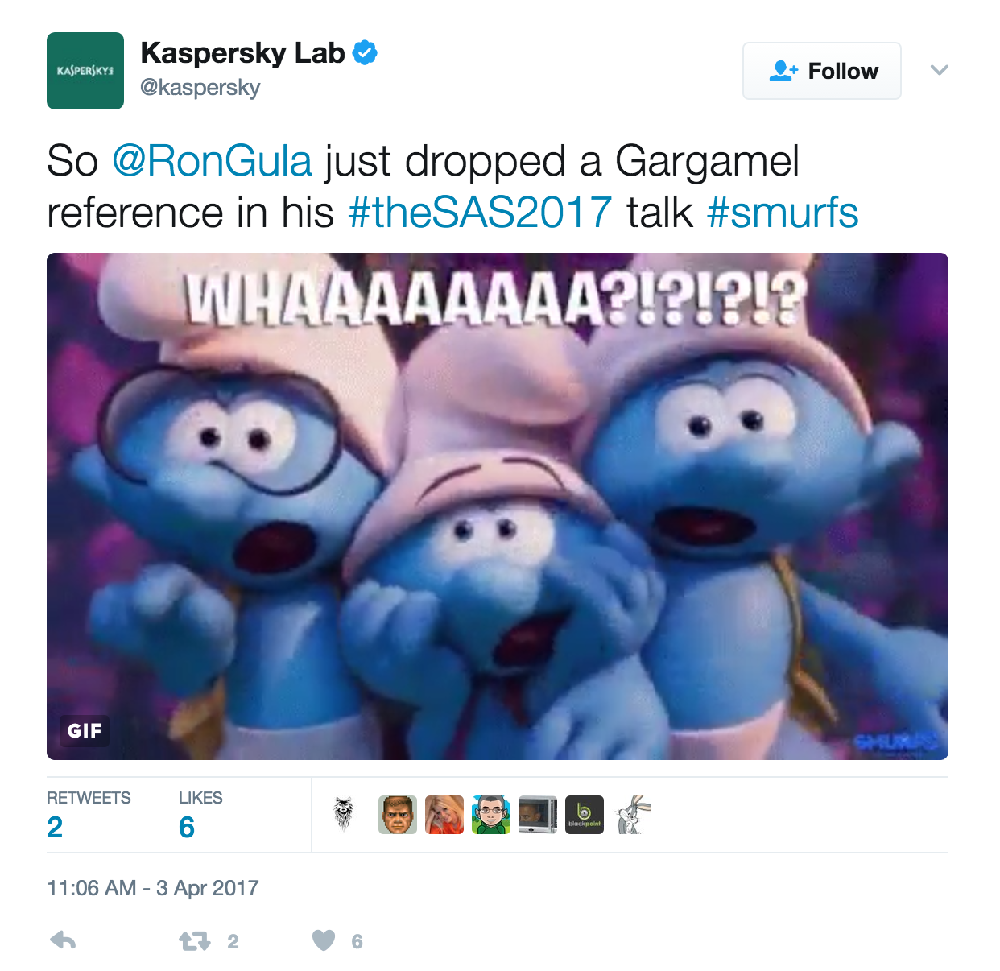 KASPERSKY
Kaspersky Lab
@kaspersky
Follow
So @RonGula just dropped a Gargamel
reference in his #theSAS2017 talk #smurfs
WHAAAAAAAAA?!?!?!?
GIF
SMURFS
RETWEETS
2
LIKES
6
b
blackpoint
11:06 AM - 3 Apr 2017
2
6